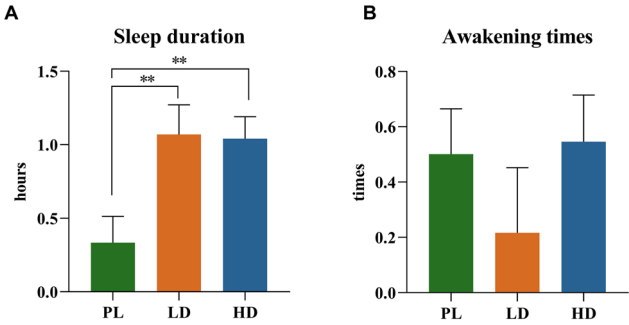 A
Sleep duration
hours
1.5
1.0
0.5
0.0
**
**
PL LD HD
B
Awakening times
times
0.8
0.6
0.4
0.2
0.0
PL LD HD